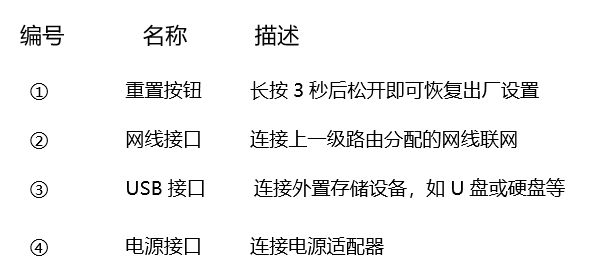 编号 名称 描述
① 重置按钮 长按 3 秒后松开即可恢复出厂设置
② 网线接口 连接上一级路由分配的网线联网
③ USB 接口 连接外置存储设备，如 U 盘或硬盘等
④ 电源接口 连接电源适配器